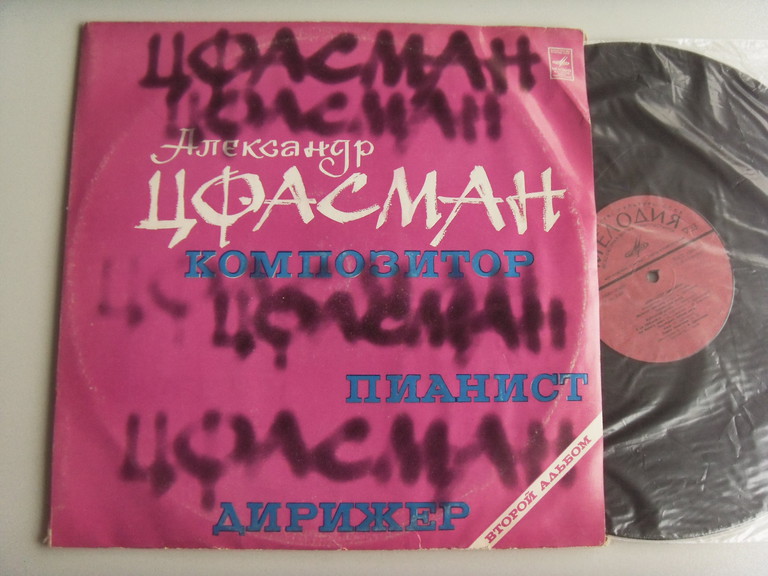 ЦФАСМАН
ЦФАСМАН
Александр
ЦФАСМАН
КОМПОЗИТОР
ЦФАСМАН
ПИАНИСТ
ЦФАСМАН
ДИРИЖЕР
ВТОРОЙ АЛЬБОМ
МЕЛОДИЯ